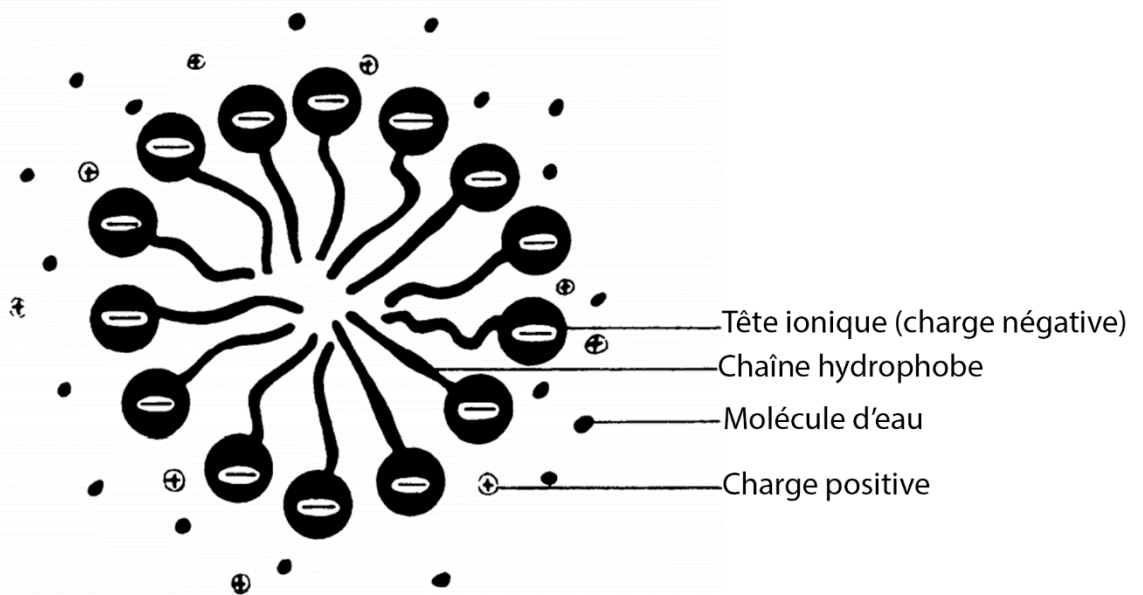 Tête ionique (charge négative)
Chaîne hydrophobe
Molécule d'eau
Charge positive